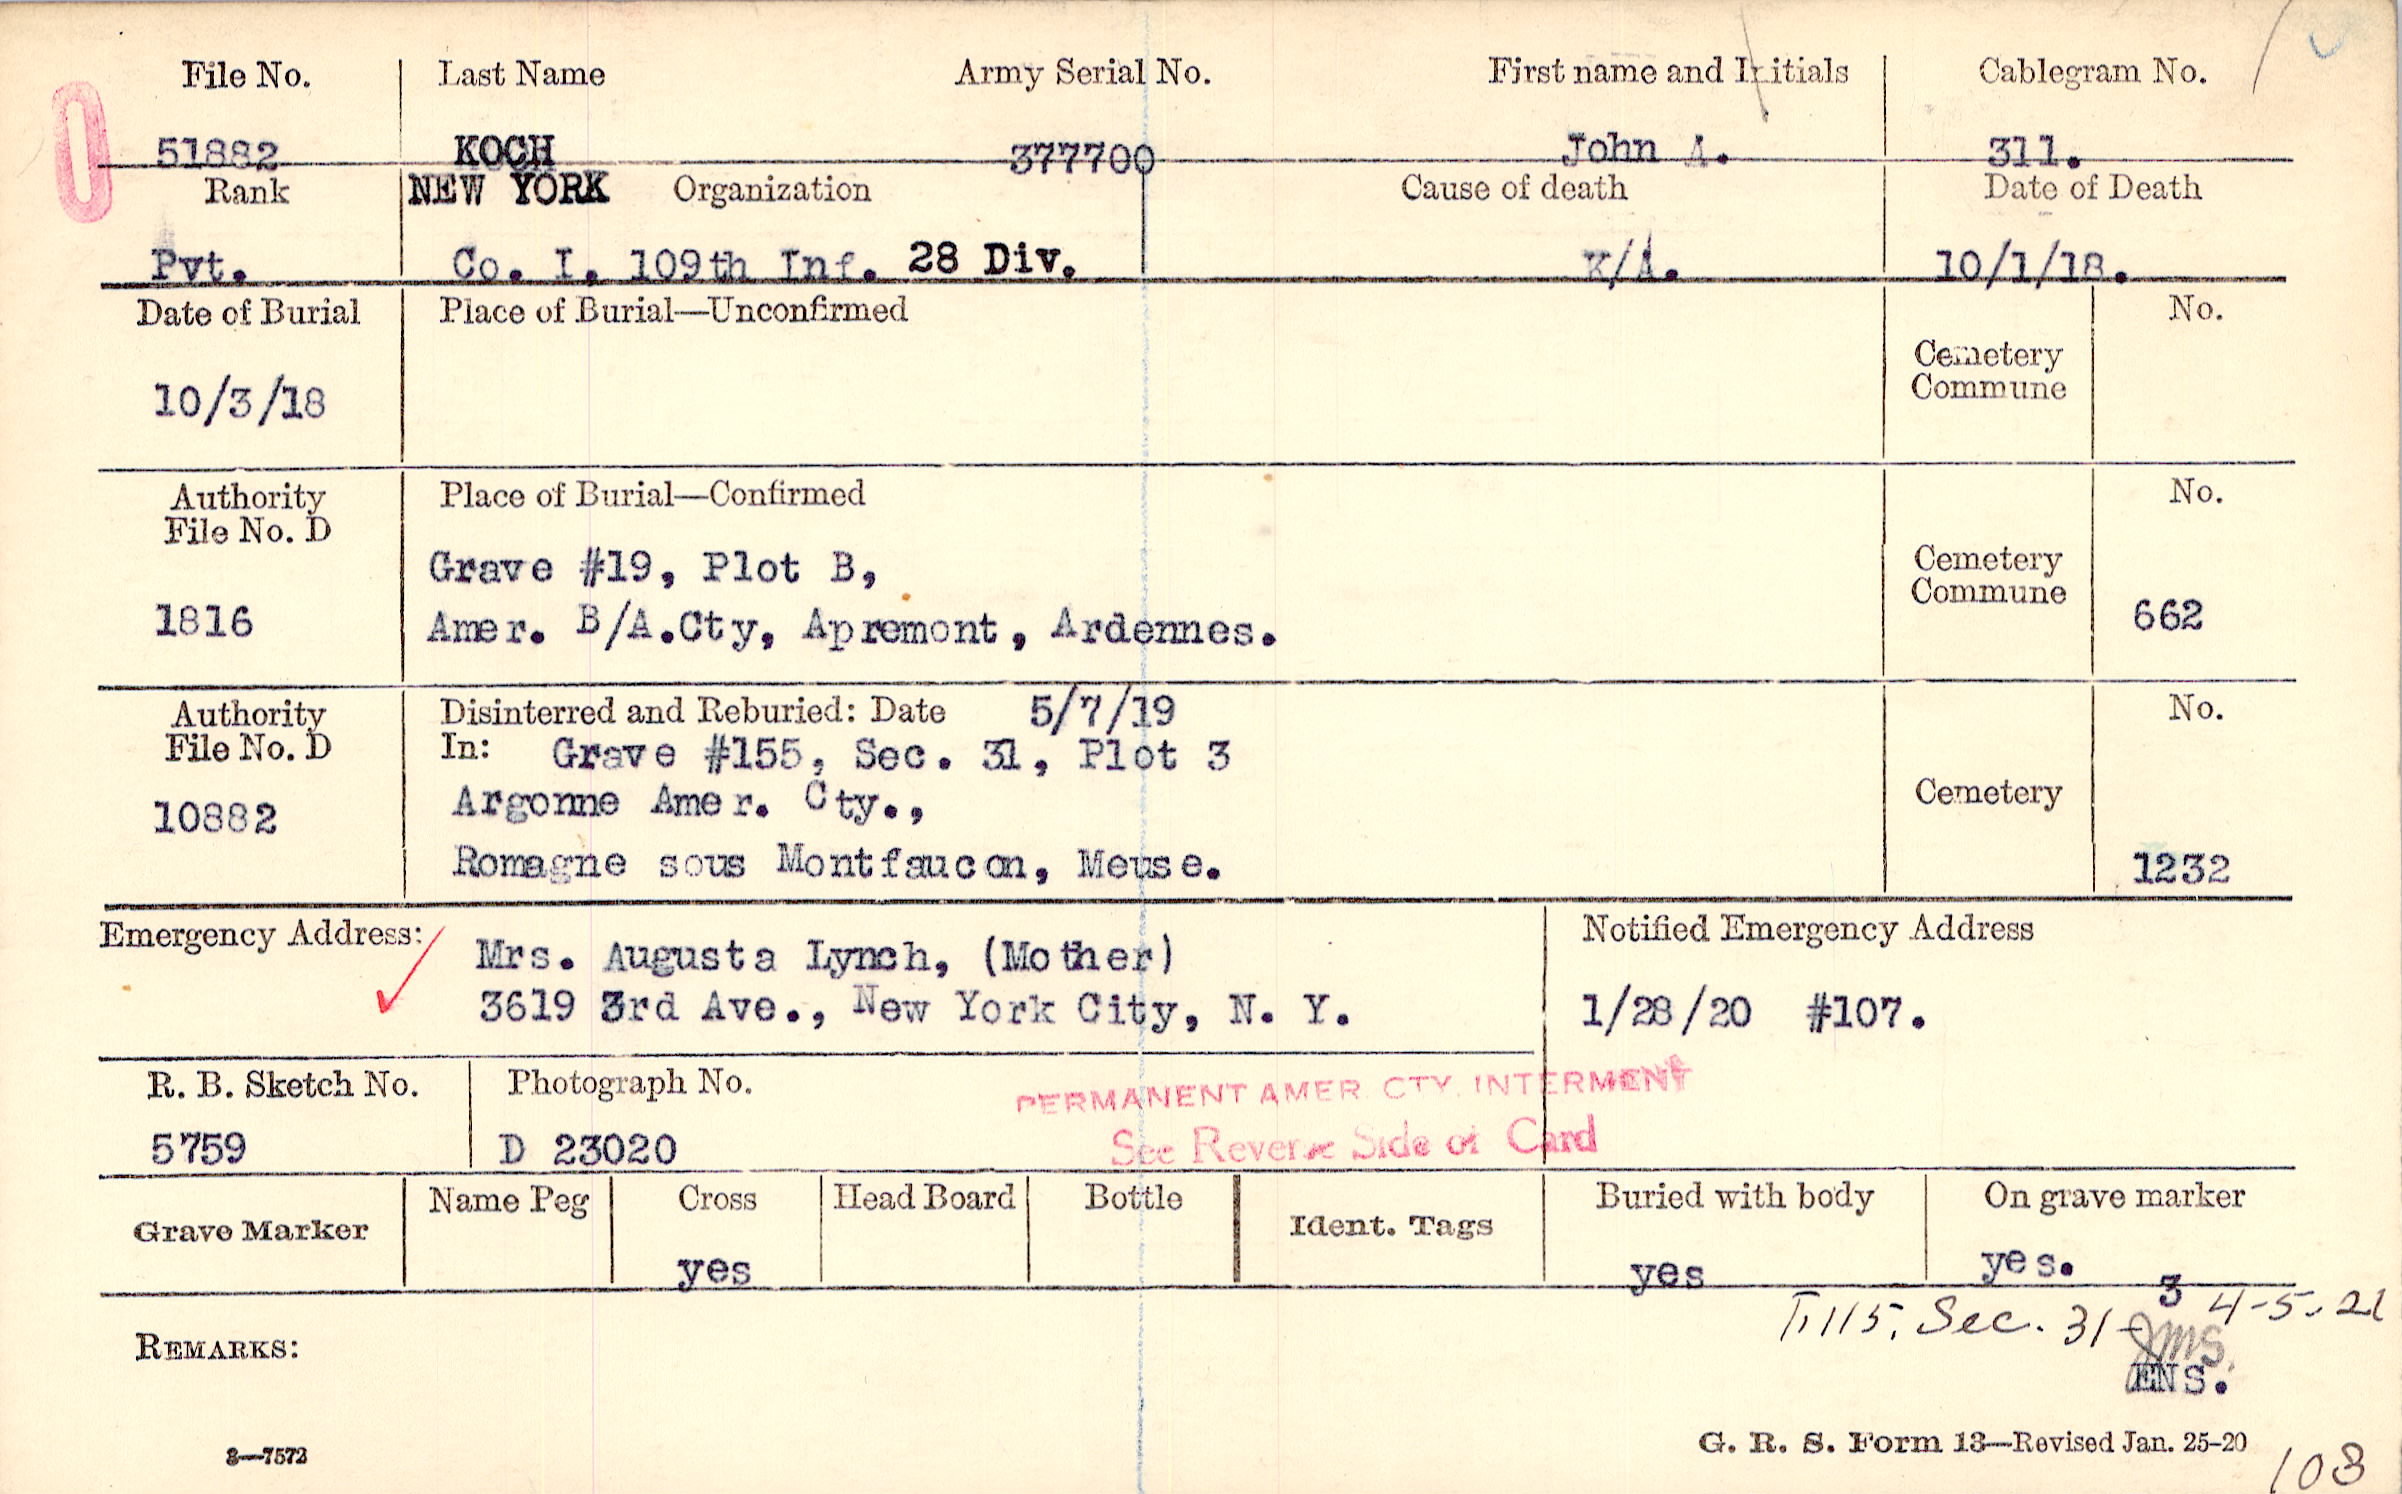 File No. Last Name Army Serial No. First name and Initials Cablegram No.
51882 KOCH 377700 John A. 311.
Rank NEW YORK Organization Cause of death Date of Death
Pvt. Co. I, 109th Inf. 28 Div. K/A. 10/1/18.
Date of Burial Place of Burial—Unconfirmed No.
Cemetery
Commune
10/3/18
Authority Place of Burial—Confirmed No.
File No. D
Grave #19, Plot B, Cemetery
Commune
1816 Amer. B/A.Cty, Apremont, Ardennes. 662
Authority Disinterred and Reburied: Date 5/7/19 No.
File No. D In: Grave #155, Sec. 31, Plot 3
10882 Argonne Amer. Cty., Cemetery
Romagne sous Montfaucon, Meuse. 1232
Emergency Address: Mrs. Augusta Lynch, (Mother) Notified Emergency Address
3619 3rd Ave., New York City, N. Y. 1/28/20 #107.
R. B. Sketch No. Photograph No. PERMANENT AMER. CTY. INTERMENT
5759 D 23020 See Reverse Side of Card
Grave Marker Name Peg Cross Head Board Bottle Ident. Tags Buried with body On grave marker
yes yes yes.
3
Sec. 31- 4-5-21
REMARKS: JMS.
ENS.
3—7572 G. R. S. Form 13—Revised Jan. 25-20
103